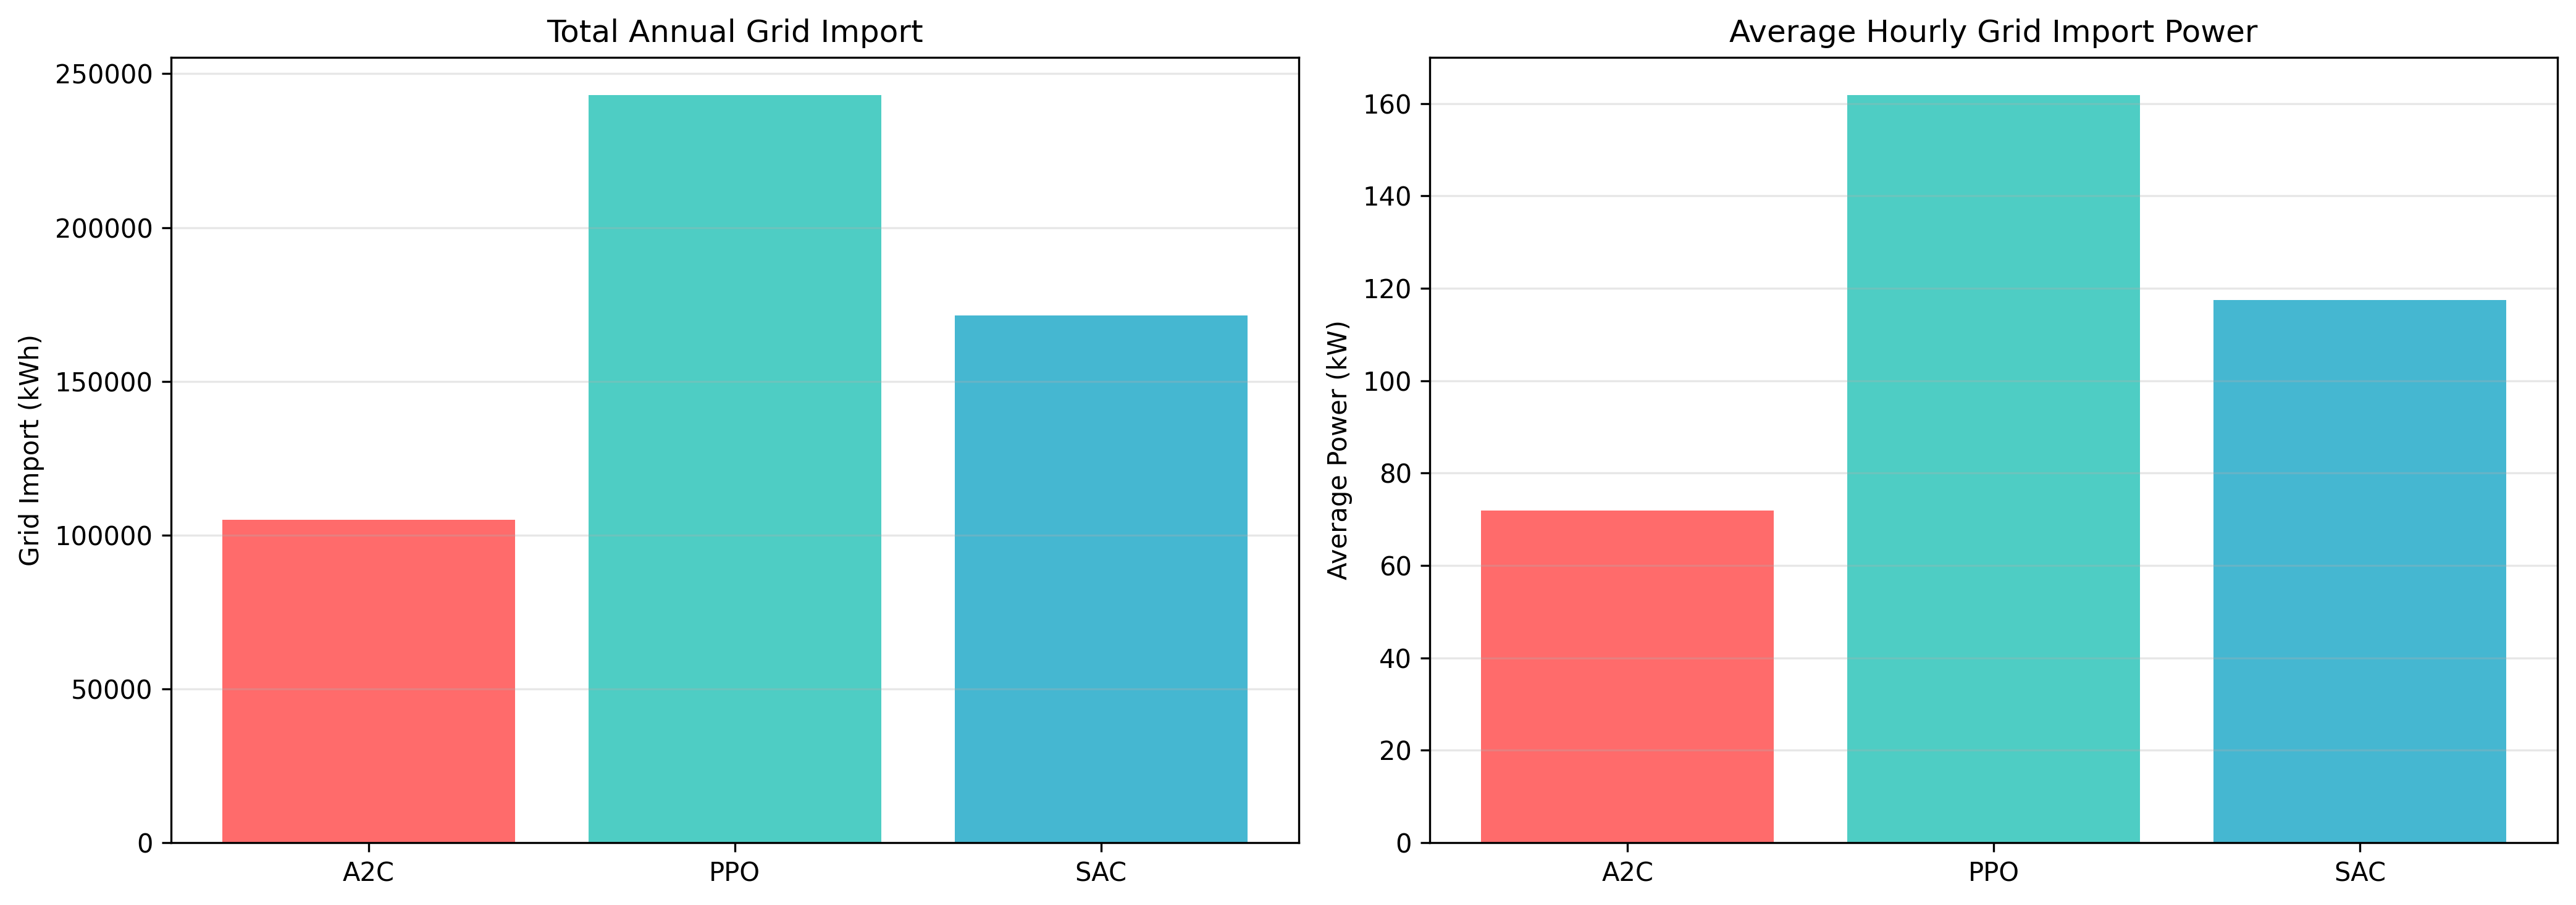 Total Annual Grid Import
Grid Import (kWh)
250000
200000
150000
100000
50000
0
A2C
PPO
SAC
Average Hourly Grid Import Power
Average Power (kW)
160
140
120
100
80
60
40
20
0
A2C
PPO
SAC